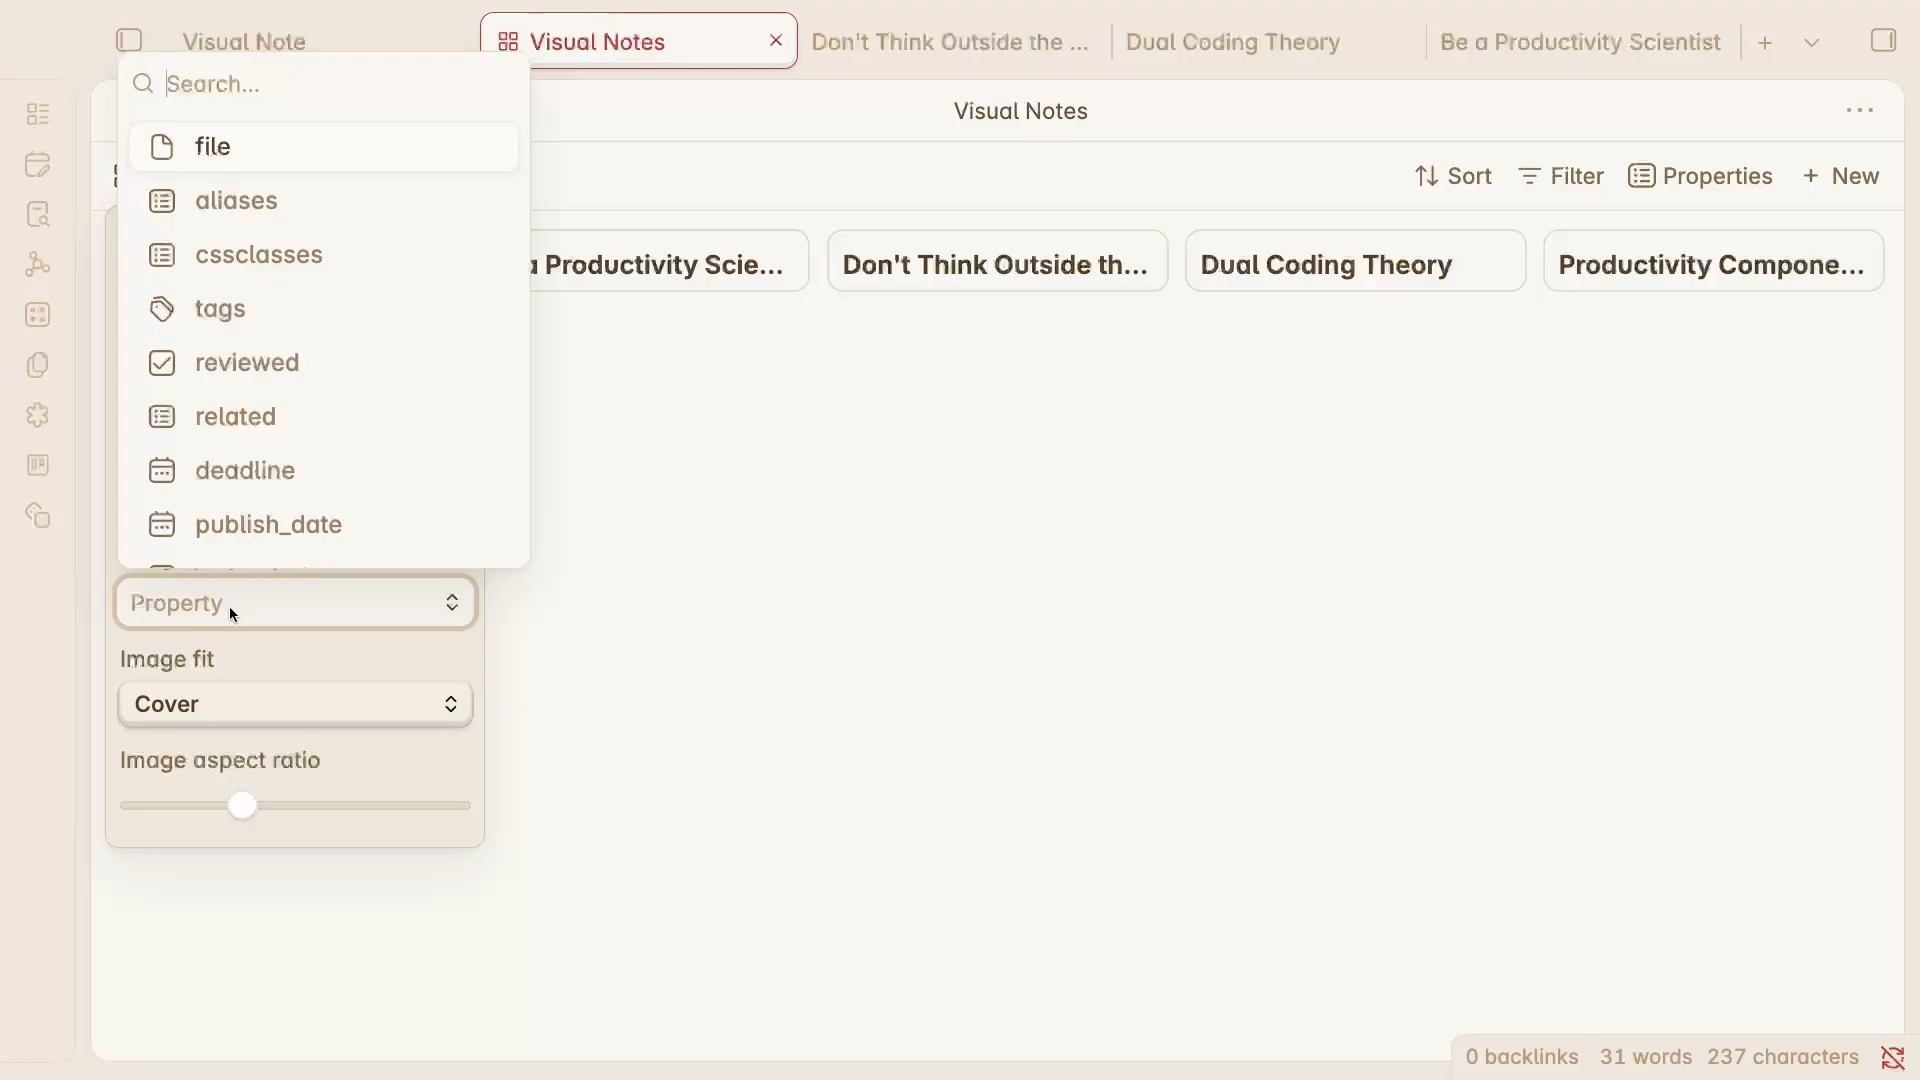 Visual Note
Visual Notes
Don't Think Outside the ...
Dual Coding Theory
Be a Productivity Scientist
Search...
Visual Notes
file
aliases
cssclasses
tags
reviewed
related
deadline
publish_date
Sort
Filter
Properties
New
a Productivity Scie...
Don't Think Outside th...
Dual Coding Theory
Productivity Compone...
Property
Image fit
Cover
Image aspect ratio
0 backlinks 31 words 237 characters